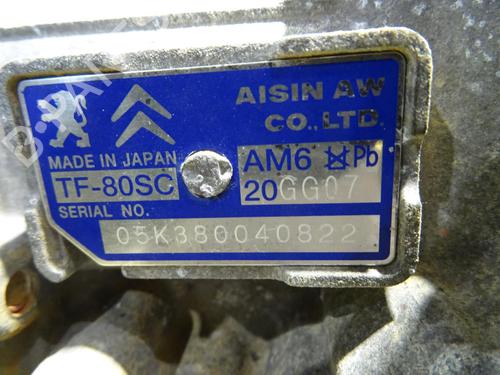 AISIN AW
CO.,LTD.
MADE IN JAPAN
TF-80SC
AM6 Pb
20GG07
SERIAL NO.
05K380040822